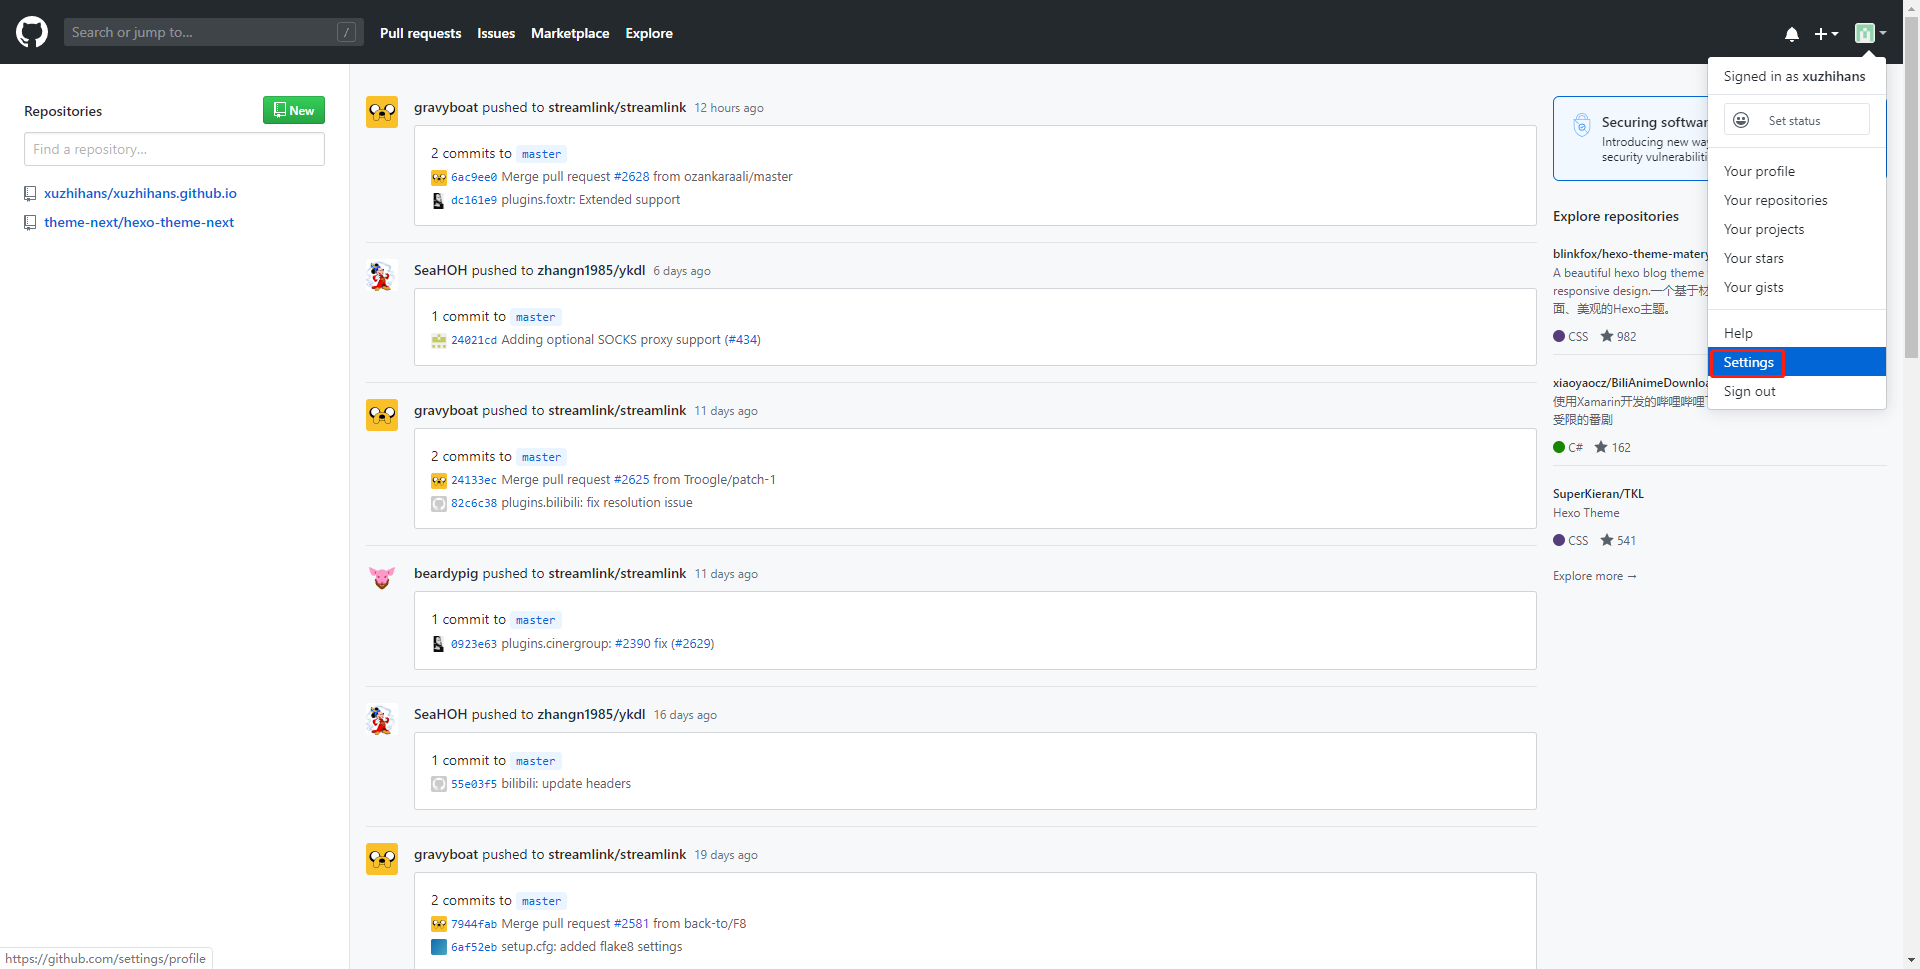 Search or jump to...
/
Pull requests
Issues
Marketplace
Explore
Repositories
New
Find a repository...
xuzhihans/xuzhihans.github.io
theme-next/hexo-theme-next
gravyboat pushed to streamlink/streamlink 12 hours ago
2 commits to master
6ac9ee0 Merge pull request #2628 from ozankaraali/master
dc161e9 plugins.foxtr: Extended support
SeaHOH pushed to zhangn1985/ykdl 6 days ago
1 commit to master
24021cd Adding optional SOCKS proxy support (#434)
gravyboat pushed to streamlink/streamlink 11 days ago
2 commits to master
24133ec Merge pull request #2625 from Troogle/patch-1
82c6c38 plugins.bilibili: fix resolution issue
beardypig pushed to streamlink/streamlink 11 days ago
1 commit to master
0923e63 plugins.cinergroup: #2390 fix (#2629)
SeaHOH pushed to zhangn1985/ykdl 16 days ago
1 commit to master
55e03f5 bilibili: update headers
gravyboat pushed to streamlink/streamlink 19 days ago
2 commits to master
7944fab Merge pull request #2581 from back-to/F8
6af52eb setup.cfg: added flake8 settings
Securing softwar
Introducing new way
security vulnerabiliti
Explore repositories
blinkfox/hexo-theme-matery
A beautiful hexo blog theme
responsive design.一个基于材
面、美观的Hexo主题。
CSS 982
xiaoyaocz/BiliAnimeDownloa
使用Xamarin开发的哔哩哔哩
受限的番剧
C# 162
SuperKieran/TKL
Hexo Theme
CSS 541
Explore more →
Signed in as xuzhihans
Set status
Your profile
Your repositories
Your projects
Your stars
Your gists
Help
Settings
Sign out
https://github.com/settings/profile